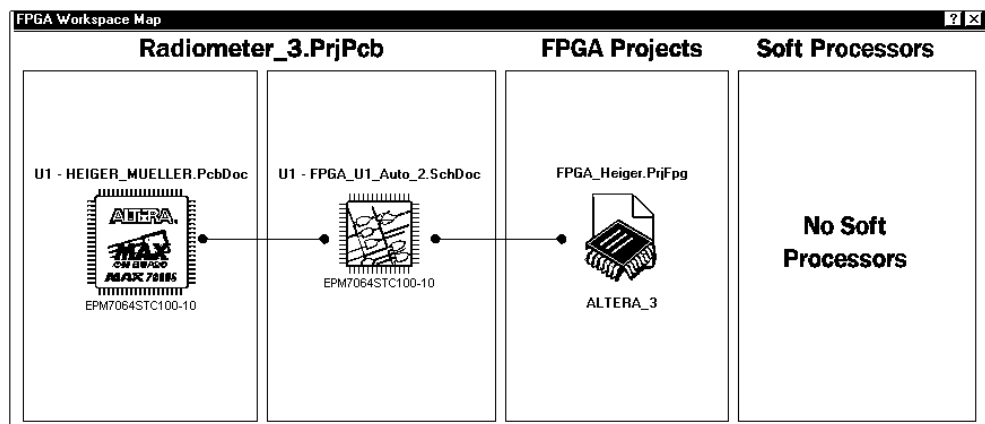 FPGA Workspace Map
Radiometer_3.PrjPcb
FPGA Projects
Soft Processors
U1 - HEIGER_MUELLER.PcbDoc
ALTERA
MAX
MAX 7000S
EPM7064STC100-10
U1 - FPGA_U1_Auto_2.SchDoc
EPM7064STC100-10
FPGA_Heiger.PrjFpg
ALTERA_3
No Soft
Processors